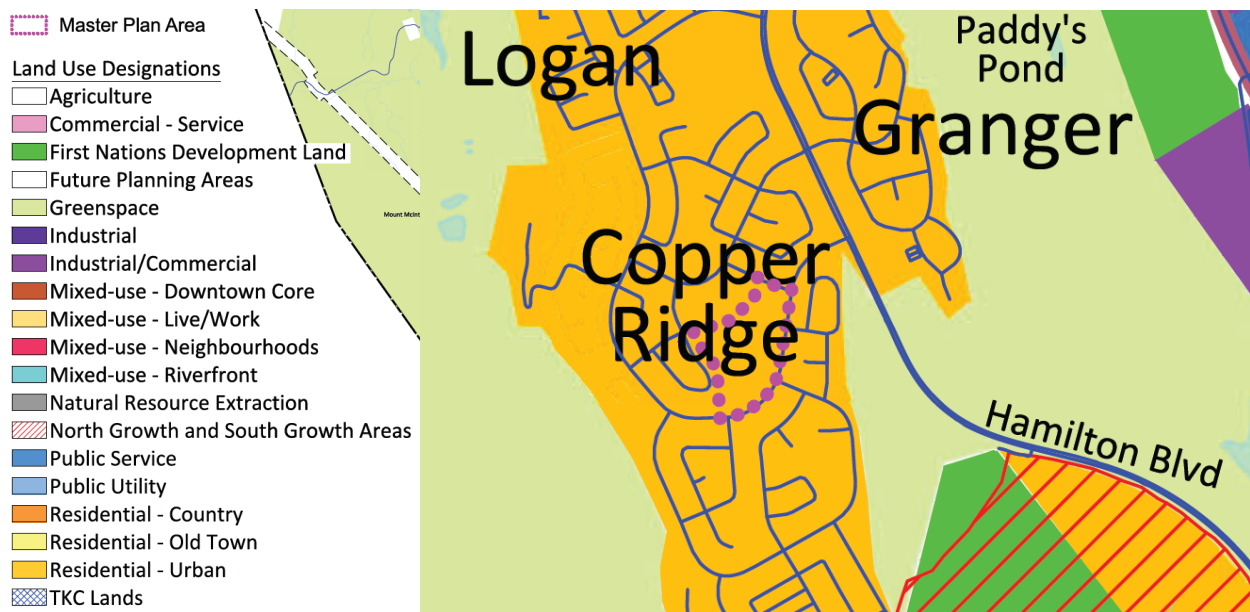 Master Plan Area
Land Use Designations
Agriculture
Commercial - Service
First Nations Development Land
Future Planning Areas
Greenspace
Industrial
Industrial/Commercial
Mixed-use - Downtown Core
Mixed-use - Live/Work
Mixed-use - Neighbourhoods
Mixed-use - Riverfront
Natural Resource Extraction
North Growth and South Growth Areas
Public Service
Public Utility
Residential - Country
Residential - Old Town
Residential - Urban
TKC Lands
Mount McInt
Logan
Paddy's
Pond
Granger
Copper
Ridge
Hamilton Blvd